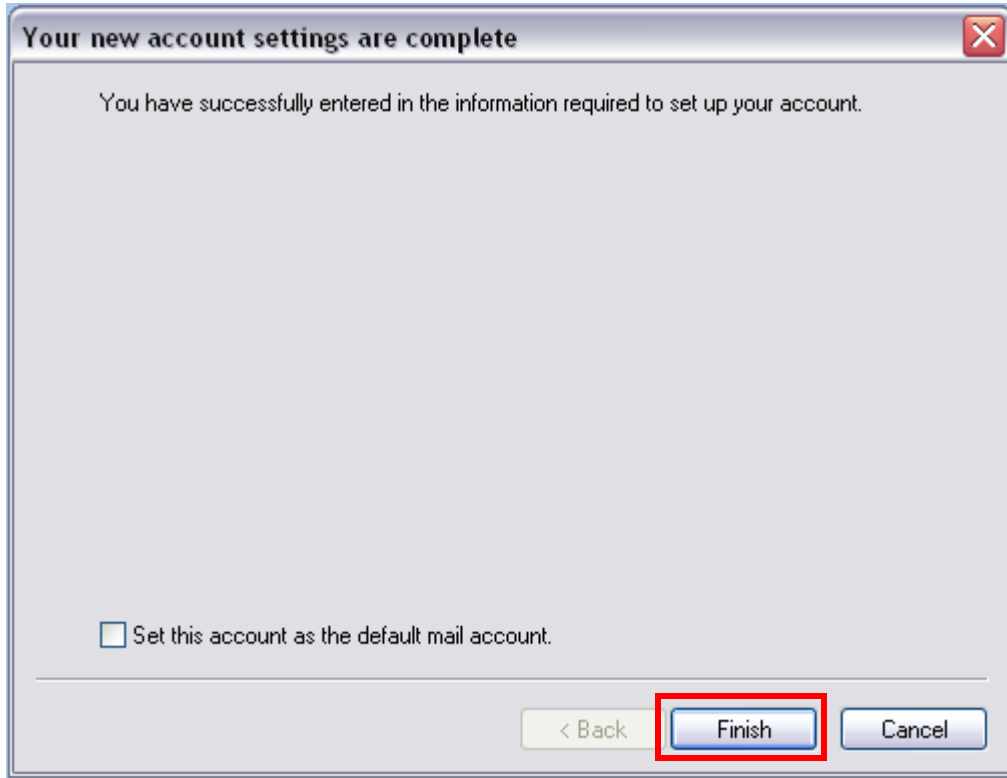 Your new account settings are complete
You have successfully entered in the information required to set up your account.
Set this account as the default mail account.
< Back
Finish
Cancel